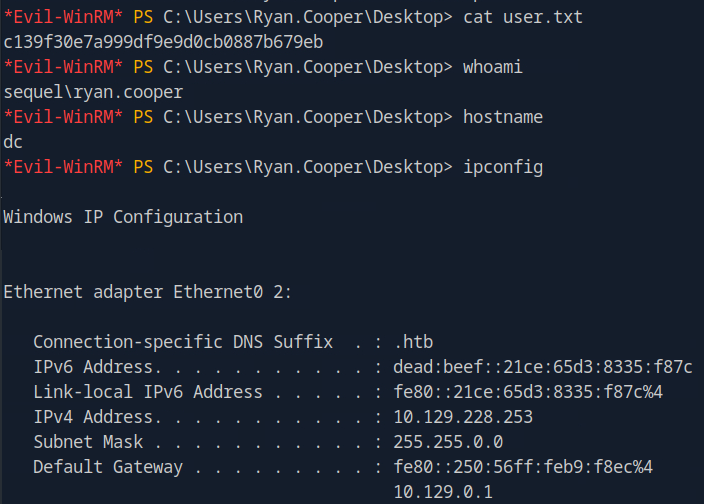 *Evil-WinRM* PS C:\Users\Ryan.Cooper\Desktop> cat user.txt
c139f30e7a999df9e9d0cb0887b679eb
*Evil-WinRM* PS C:\Users\Ryan.Cooper\Desktop> whoami
sequel\ryan.cooper
*Evil-WinRM* PS C:\Users\Ryan.Cooper\Desktop> hostname
dc
*Evil-WinRM* PS C:\Users\Ryan.Cooper\Desktop> ipconfig
Windows IP Configuration
Ethernet adapter Ethernet0 2:
Connection-specific DNS Suffix  . : .htb
IPv6 Address. . . . . . . . . . . : dead:beef::21ce:65d3:8335:f87c
Link-local IPv6 Address . . . . . : fe80::21ce:65d3:8335:f87c%4
IPv4 Address. . . . . . . . . . . : 10.129.228.253
Subnet Mask . . . . . . . . . . . : 255.255.0.0
Default Gateway . . . . . . . . . : fe80::250:56ff:feb9:f8ec%4
10.129.0.1